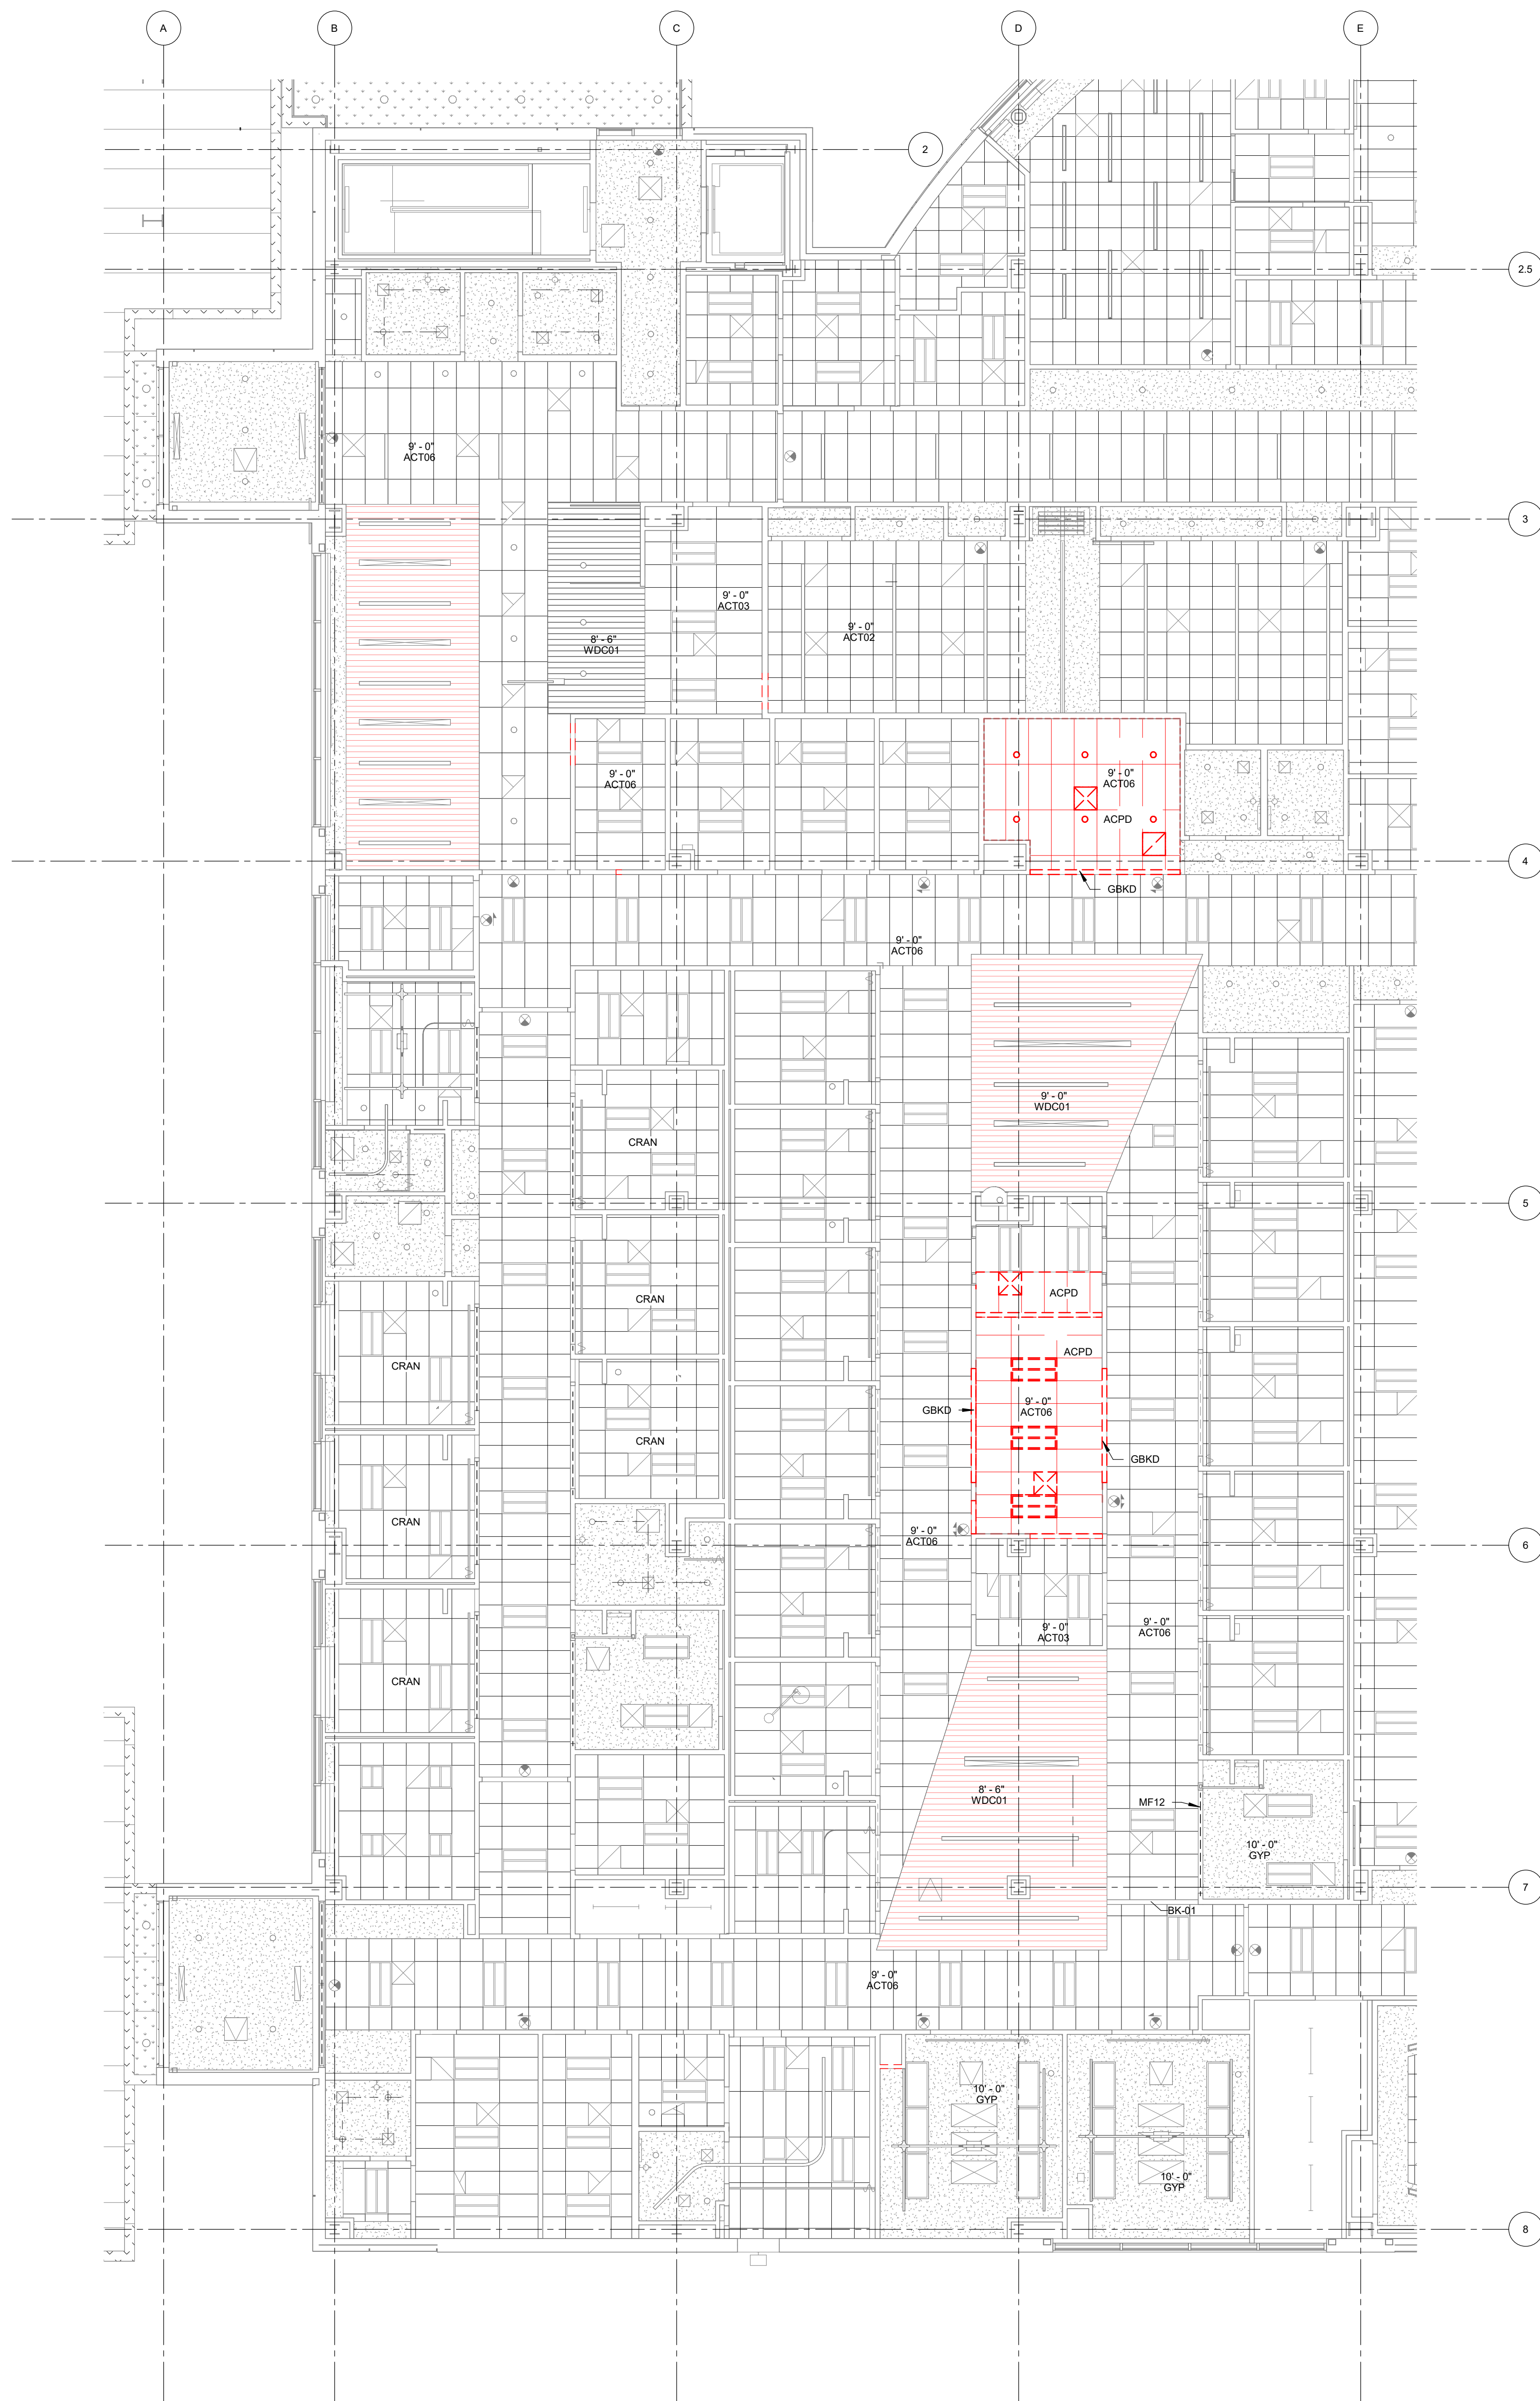 A
B
C
D
E
2
2.5
9' - 0"
ACT06
3
9' - 0"
ACT03
8' - 6"
WDC01
9' - 0"
ACT02
9' - 0"
ACT06
9' - 0"
ACT06
ACPD
4
GBKD
9' - 0"
ACT06
9' - 0"
WDC01
CRAN
5
CRAN
ACPD
ACPD
CRAN
9' - 0"
ACT06
GBKD
CRAN
GBKD
CRAN
9' - 0"
ACT06
6
9' - 0"
ACT03
9' - 0"
ACT06
CRAN
8' - 6"
WDC01
MF12
10' - 0"
GYP
7
BK-01
9' - 0"
ACT06
10' - 0"
GYP
10' - 0"
GYP
8